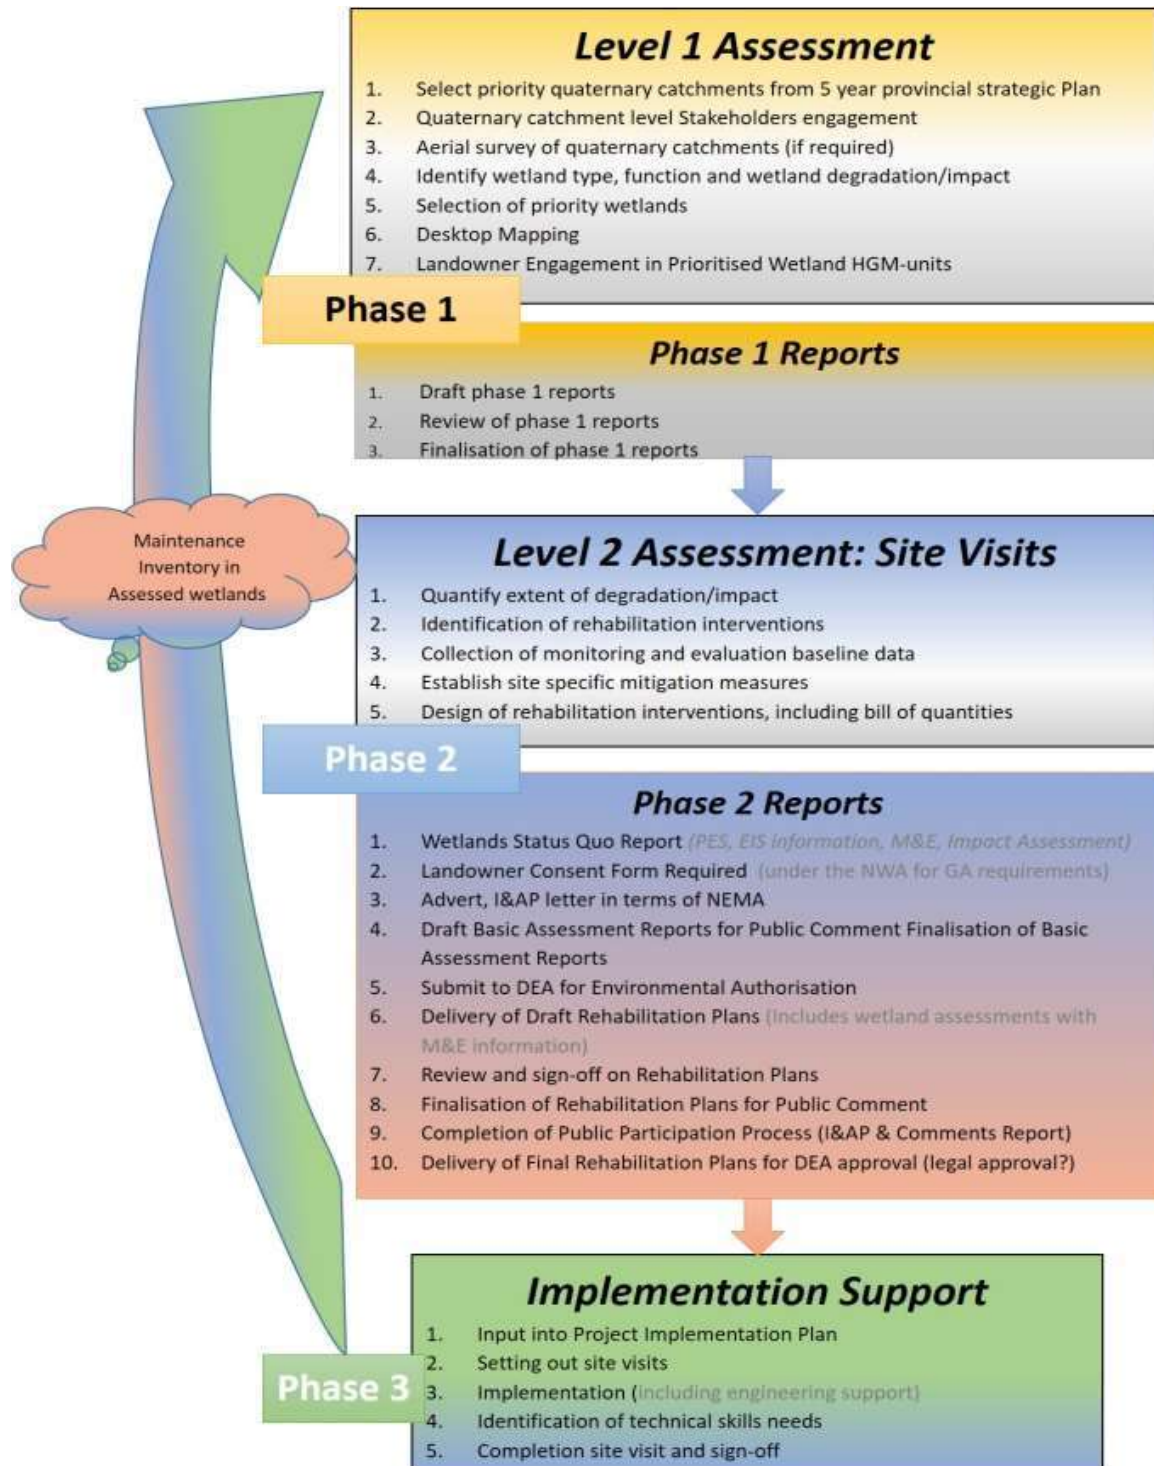 Level 1 Assessment
1. Select priority quaternary catchments from 5 year provincial strategic Plan
2. Quaternary catchment level Stakeholders engagement
3. Aerial survey of quaternary catchments (if required)
4. Identify wetland type, function and wetland degradation/impact
5. Selection of priority wetlands
6. Desktop Mapping
7. Landowner Engagement in Prioritised Wetland HGM-units
Phase 1
Phase 1 Reports
1. Draft phase 1 reports
2. Review of phase 1 reports
3. Finalisation of phase 1 reports
Maintenance
Inventory in
Assessed wetlands
Level 2 Assessment: Site Visits
1. Quantify extent of degradation/impact
2. Identification of rehabilitation interventions
3. Collection of monitoring and evaluation baseline data
4. Establish site specific mitigation measures
5. Design of rehabilitation interventions, including bill of quantities
Phase 2
Phase 2 Reports
1. Wetlands Status Quo Report (PES, EIS information, M&E, Impact Assessment)
2. Landowner Consent Form Required (under the NWA for GA requirements)
3. Advert, I&AP letter in terms of NEMA
4. Draft Basic Assessment Reports for Public Comment Finalisation of Basic
Assessment Reports
5. Submit to DEA for Environmental Authorisation
6. Delivery of Draft Rehabilitation Plans (Includes wetland assessments with
M&E information)
7. Review and sign-off on Rehabilitation Plans
8. Finalisation of Rehabilitation Plans for Public Comment
9. Completion of Public Participation Process (I&AP & Comments Report)
10. Delivery of Final Rehabilitation Plans for DEA approval (legal approval?)
Implementation Support
1. Input into Project Implementation Plan
2. Setting out site visits
Phase 3
3. Implementation (including engineering support)
4. Identification of technical skills needs
5. Completion site visit and sign-off